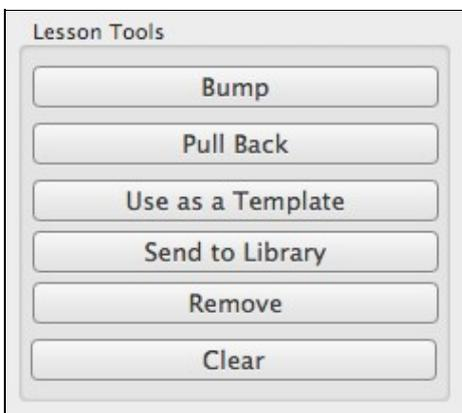 Lesson Tools
Bump
Pull Back
Use as a Template
Send to Library
Remove
Clear